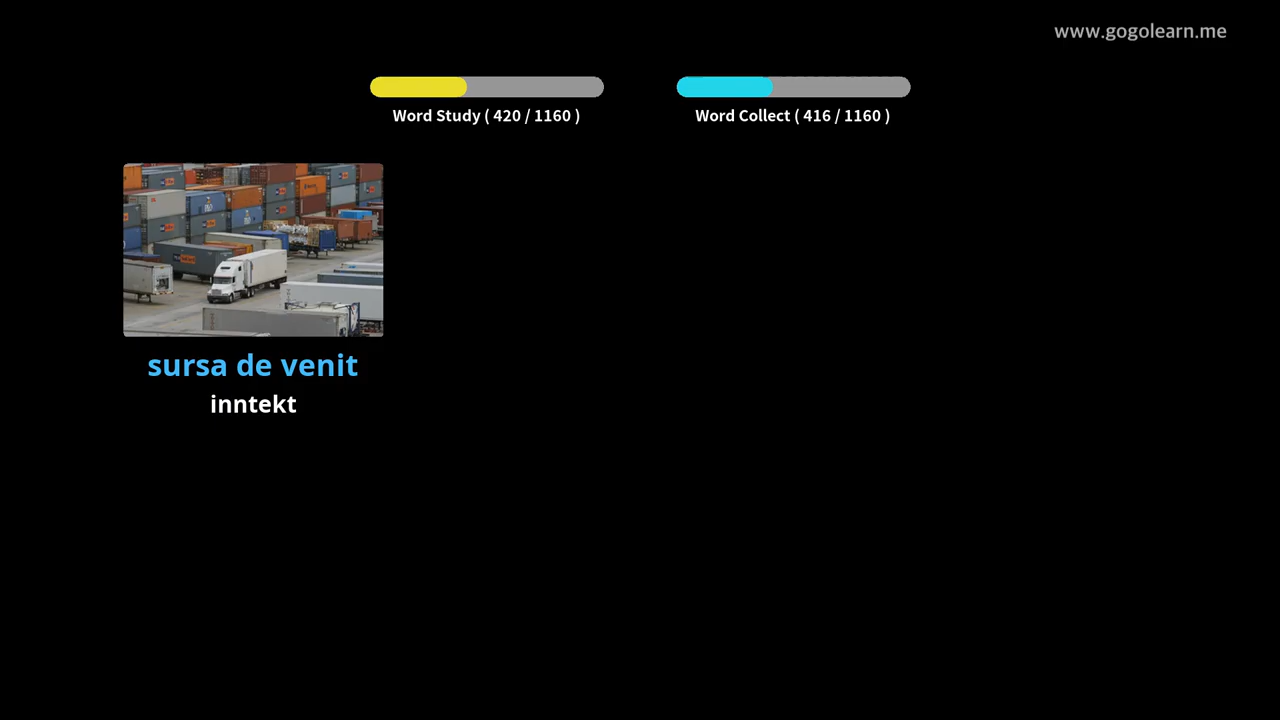 www.gogolearn.me
Word Study ( 420 / 1160 )
Word Collect ( 416 / 1160 )
sursa de venit
inntekt